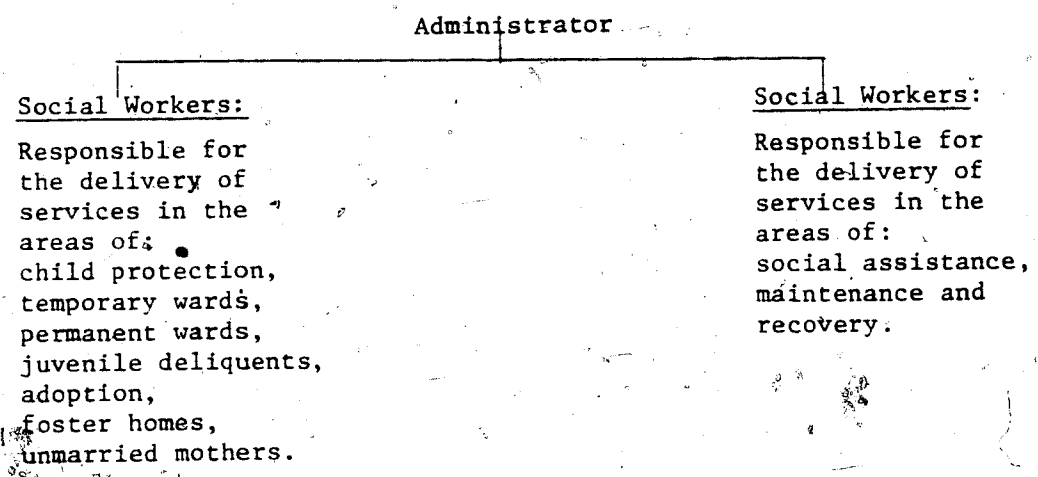 Administrator
Social Workers:
Responsible for
the delivery of
services in the
areas of:
child protection,
temporary wards,
permanent wards,
juvenile deliquents,
adoption,
foster homes,
unmarried mothers.
Social Workers:
Responsible for
the delivery of
services in the
areas of:
social assistance,
maintenance and
recovery.